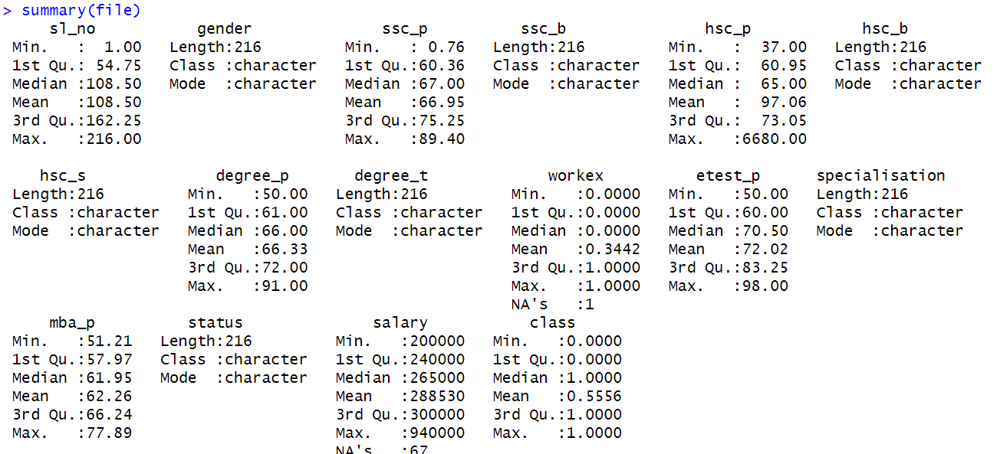 > summary(file)
sl_no gender ssc_p ssc_b hsc_p hsc_b
Min. : 1.00 Length:216 Min. : 0.76 Length:216 Min. : 37.00 Length:216
1st Qu.: 54.75 Class :character 1st Qu.:60.36 Class :character 1st Qu.: 60.95 Class :character
Median :108.50 Mode :character Median :67.00 Mode :character Median : 65.00 Mode :character
Mean :108.50 Mean :66.95 Mean : 97.06
3rd Qu.:162.25 3rd Qu.:75.25 3rd Qu.: 73.05
Max. :216.00 Max. :89.40 Max. :6680.00
hsc_s degree_p degree_t workex etest_p specialisation
Length:216 Min. :50.00 Length:216 Min. :0.0000 Min. :50.00 Length:216
Class :character 1st Qu.:61.00 Class :character 1st Qu.:0.0000 1st Qu.:60.00 Class :character
Mode :character Median :66.00 Mode :character Median :0.0000 Median :70.50 Mode :character
Mean :66.33 Mean :0.3442 Mean :72.02
3rd Qu.:72.00 3rd Qu.:1.0000 3rd Qu.:83.25
Max. :91.00 Max. :1.0000 Max. :98.00
NA's :1
mba_p status salary class
Min. :51.21 Length:216 Min. :200000 Min. :0.0000
1st Qu.:57.97 Class :character 1st Qu.:240000 1st Qu.:0.0000
Median :61.95 Mode :character Median :265000 Median :1.0000
Mean :62.26 Mean :288530 Mean :0.5556
3rd Qu.:66.24 3rd Qu.:300000 3rd Qu.:1.0000
Max. :77.89 Max. :940000 Max. :1.0000
NA's :67